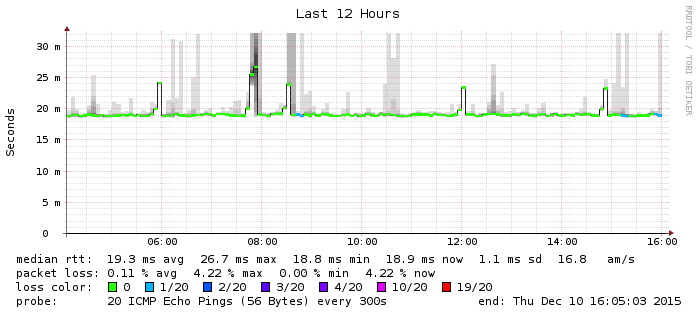 Last 12 Hours
RRDTOOL / TOBI OETIKER
Seconds
30 m
25 m
20 m
15 m
10 m
5 m
0
06:00 08:00 10:00 12:00 14:00 16:00
median rtt: 19.3 ms avg 26.7 ms max 18.8 ms min 18.9 ms now 1.1 ms sd 16.8 am/s
packet loss: 0.11 % avg 4.22 % max 0.00 % min 4.22 % now
loss color: 0 1/20 2/20 3/20 4/20 10/20 19/20
probe: 20 ICMP Echo Pings (56 Bytes) every 300s end: Thu Dec 10 16:05:03 2015